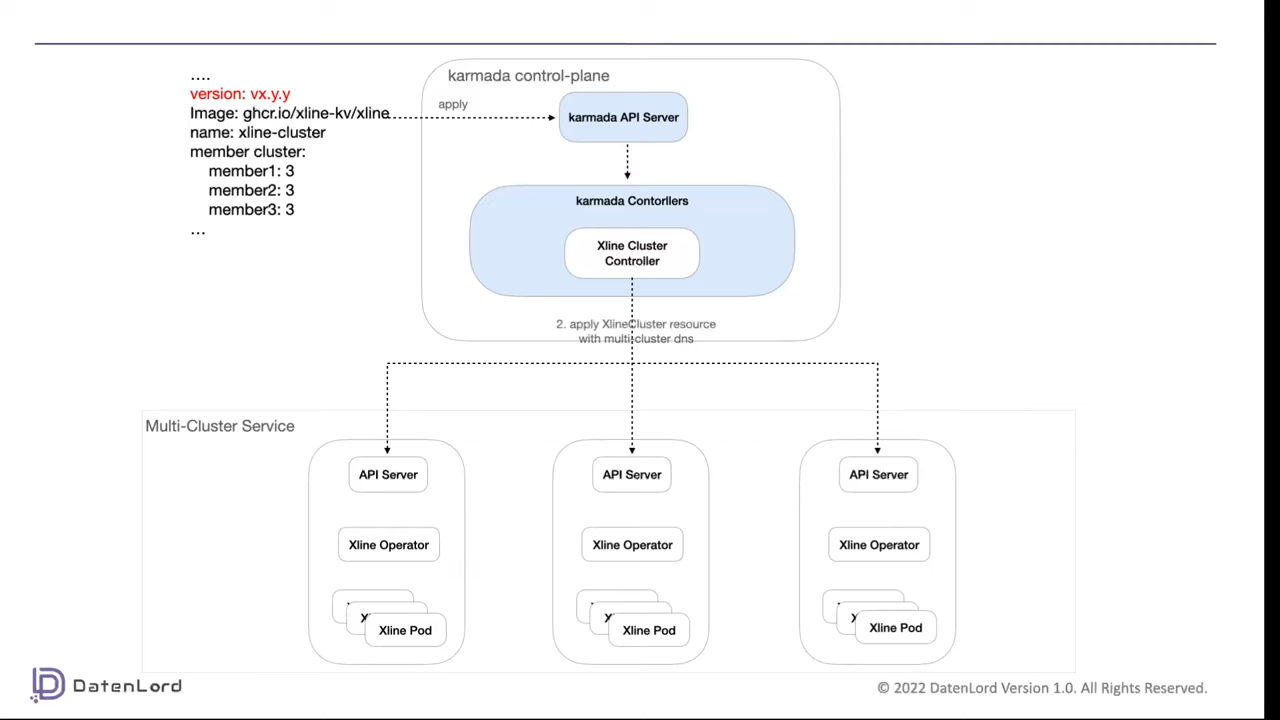 ....
version: vx.y.y
Image: ghcr.io/xline-kv/xline
name: xline-cluster
member cluster:
member1: 3
member2: 3
member3: 3
...
karmada control-plane
apply
karmada API Server
karmada Contorllers
Xline Cluster
Controller
2. apply XlineCluster resource
with multi-cluster dns
Multi-Cluster Service
API Server
API Server
API Server
Xline Operator
Xline Operator
Xline Operator
Xline Pod
Xline Pod
Xline Pod
DatenLord
© 2022 DatenLord Version 1.0. All Rights Reserved.